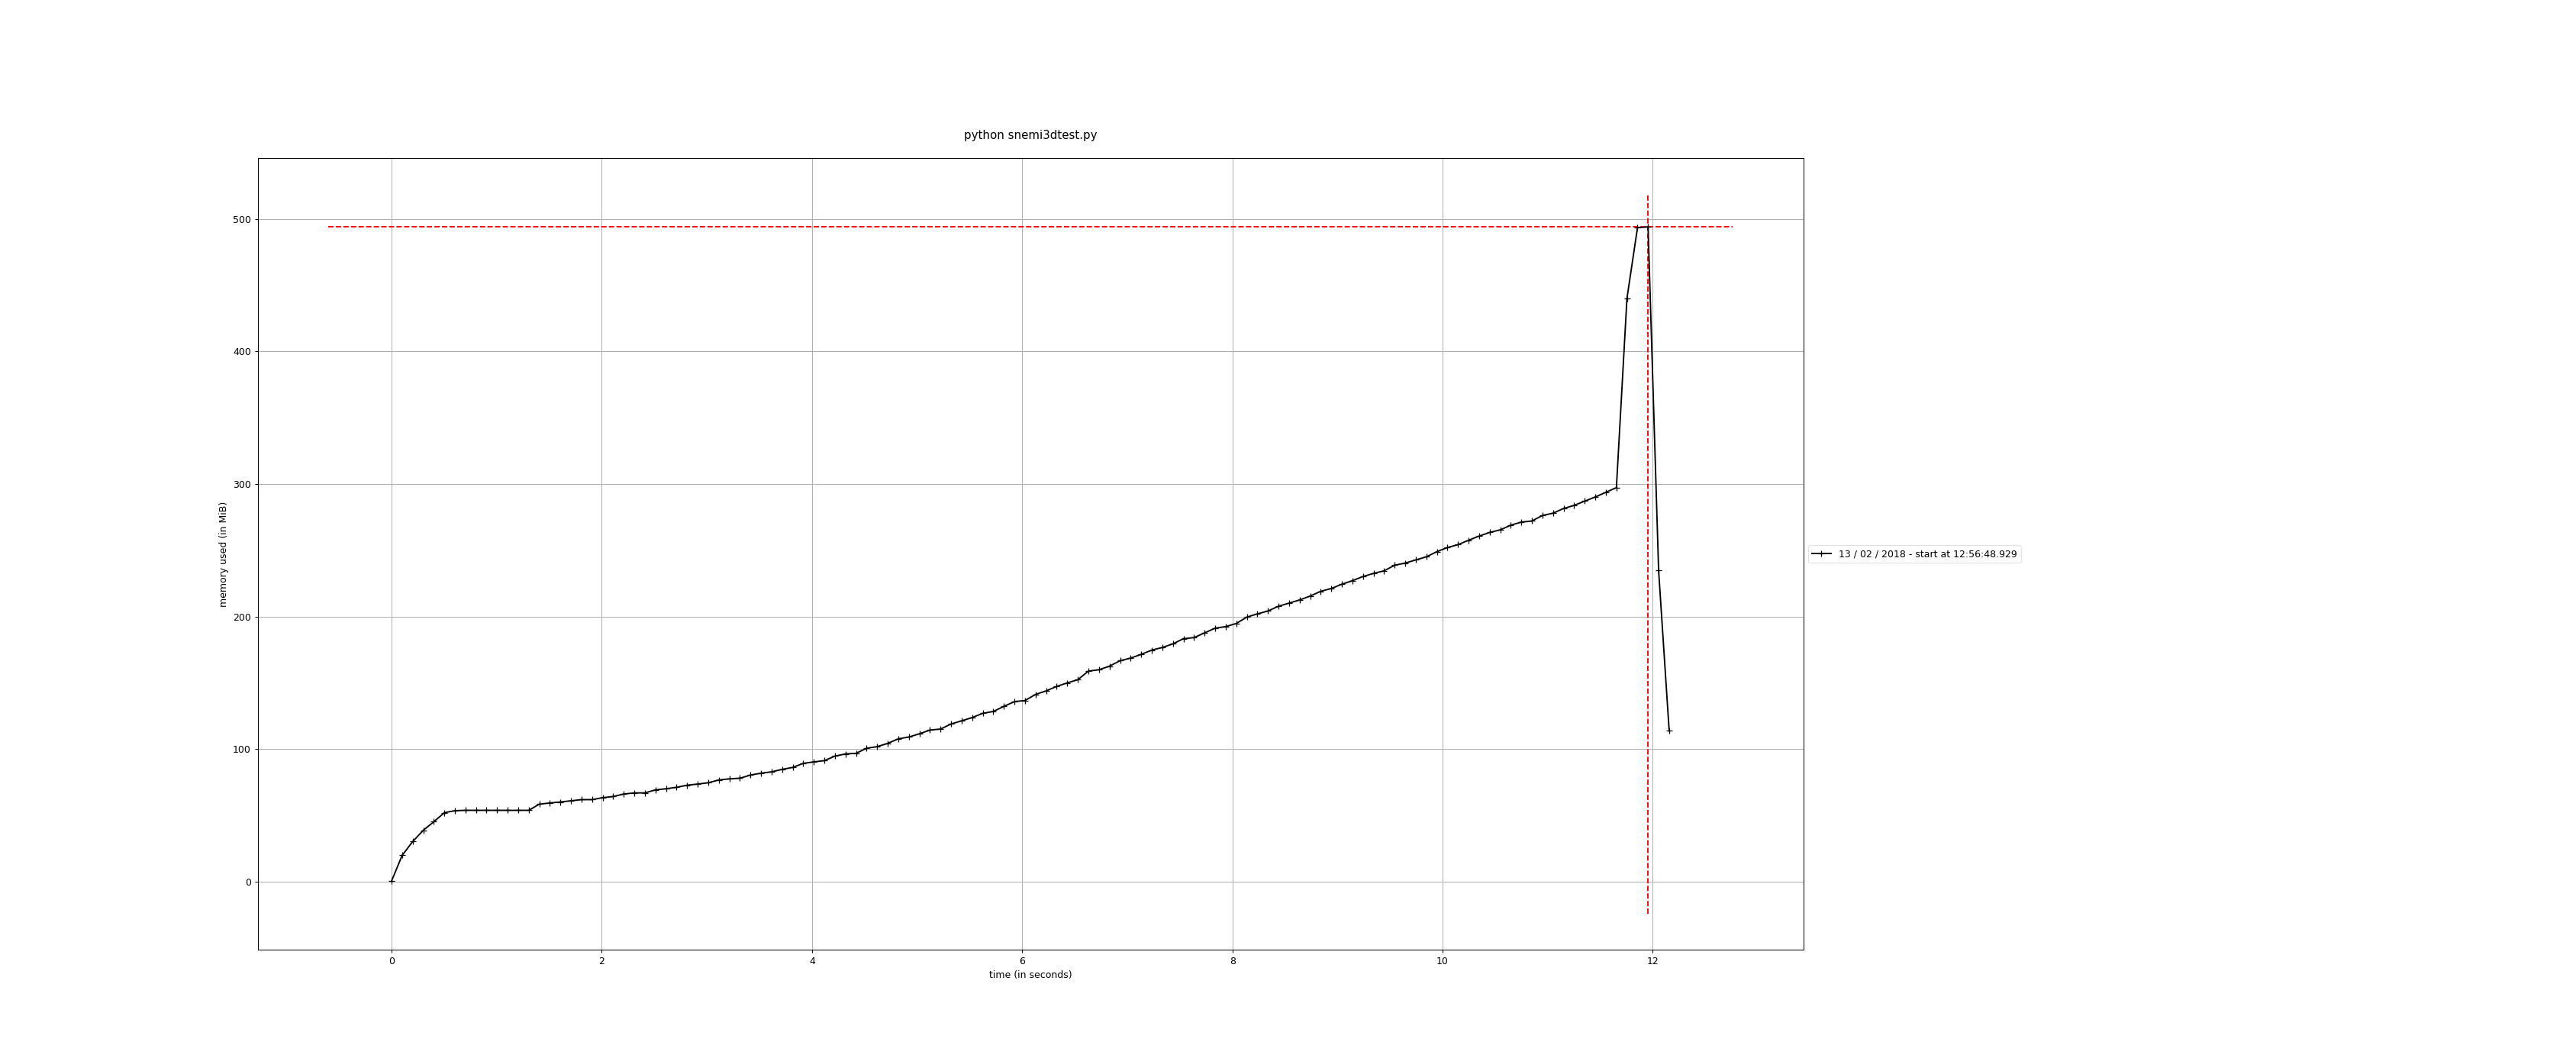 python snemi3dtest.py
500
400
300
200
100
0
memory used (in MiB)
0 2 4 6 8 10 12
time (in seconds)
13 / 02 / 2018 - start at 12:56:48.929